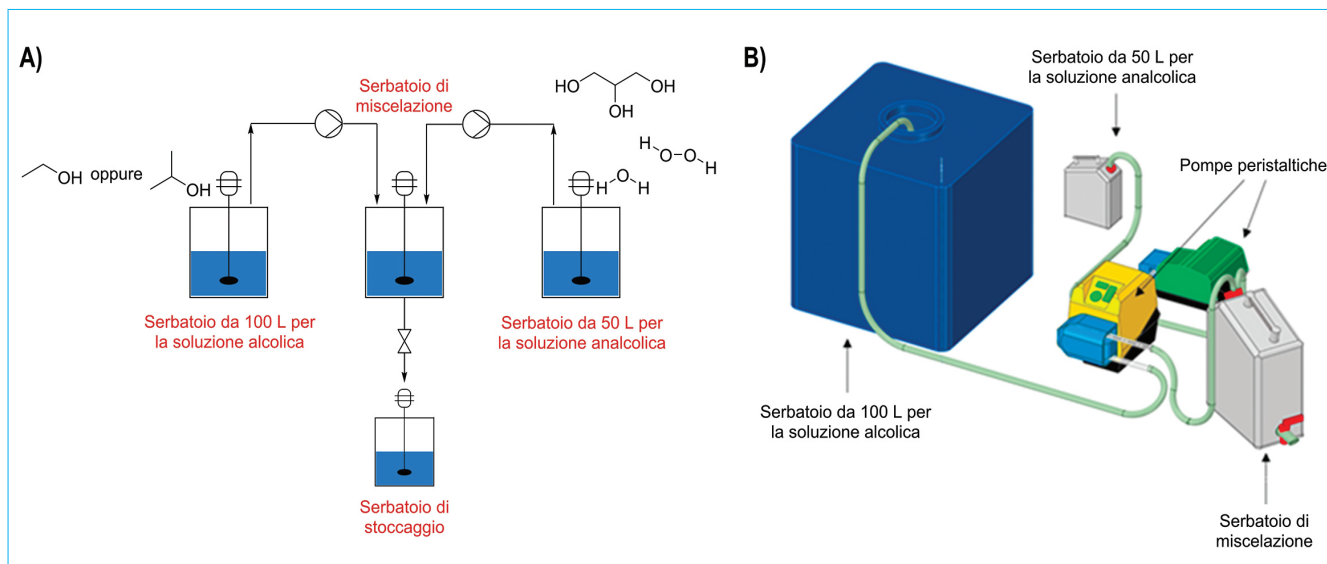 A)
Serbatoio di
miscelazione
HO
OH
OH
H
O
O
H
H
O
H
OH
oppure
OH
Serbatoio da 100 L per
la soluzione alcolica
Serbatoio da 50 L per
la soluzione analcolica
Serbatoio di
stoccaggio
B)
Serbatoio da 50 L per
la soluzione analcolica
Pompe peristaltiche
Serbatoio da 100 L per
la soluzione alcolica
Serbatoio di
miscelazione